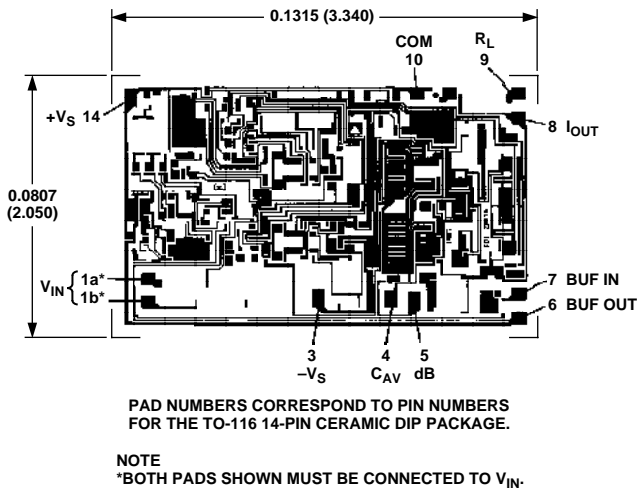 0.1315 (3.340)
COM
10
R_L
9
+V_S 14
8 I_OUT
0.0807
(2.050)
V_IN { 1a*
1b*
7 BUF IN
6 BUF OUT
3
–V_S
4
C_AV
5
dB
PAD NUMBERS CORRESPOND TO PIN NUMBERS
FOR THE TO-116 14-PIN CERAMIC DIP PACKAGE.
NOTE
*BOTH PADS SHOWN MUST BE CONNECTED TO V_IN.